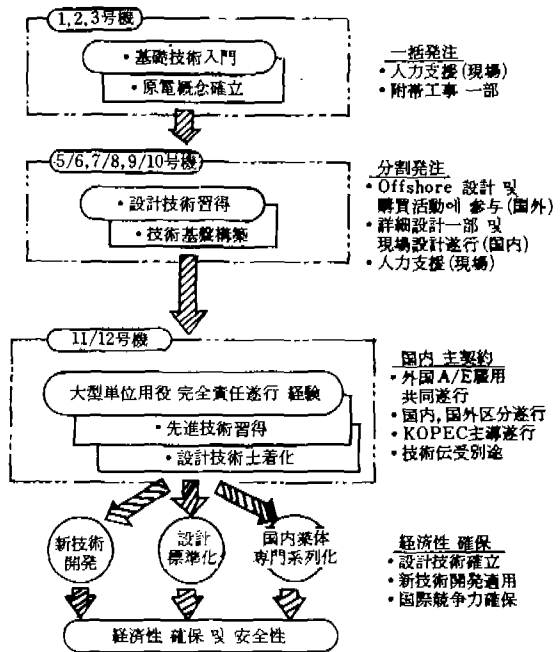 1,2,3号機
・基礎技術入門
・原電概念確立
一括発注
・人力支援(現場)
・附帯工事 一部
5/6,7/8,9/10号機
・設計技術習得
・技術基盤構築
分割発注
・Offshore 設計 및
購買活動에 参与(国外)
・詳細設計一部 및
現場設計遂行(国内)
・人力支援(現場)
11/12号機
大型単位用役 完全責任遂行 経験
・先進技術習得
・設計技術士着化
国内 主契約
・外国A/E雇用
共同遂行
・国内,国外区分遂行
・KOPEC主導遂行
・技術伝受別途
新技術
開発
設計
標準化
国内業体
専門系列化
経済性 確保
・設計技術確立
・新技術開発適用
・国際競争力確保
経済性 確保 및 安全性